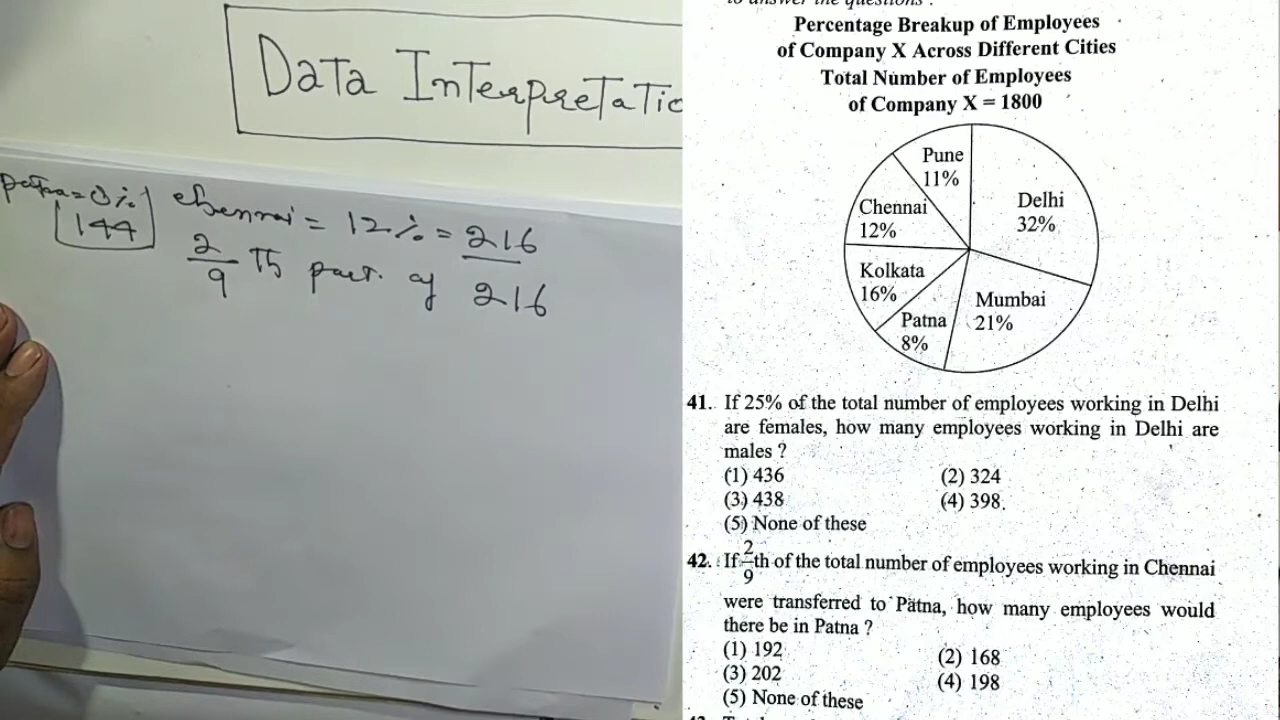 Data Interpretatio
Patna = 8%
144
Chennai = 12% = 216
2/9 Th part. of 216
to answer the questions :
Percentage Breakup of Employees
of Company X Across Different Cities
Total Number of Employees
of Company X = 1800
Pune
11%
Delhi
32%
Chennai
12%
Kolkata
16%
Mumbai
21%
Patna
8%
41. If 25% of the total number of employees working in Delhi
are females, how many employees working in Delhi are
males ?
(1) 436 (2) 324
(3) 438 (4) 398.
(5) None of these
42. If 2/9th of the total number of employees working in Chennai
were transferred to Patna, how many employees would
there be in Patna ?
(1) 192 (2) 168
(3) 202 (4) 198
(5) None of these